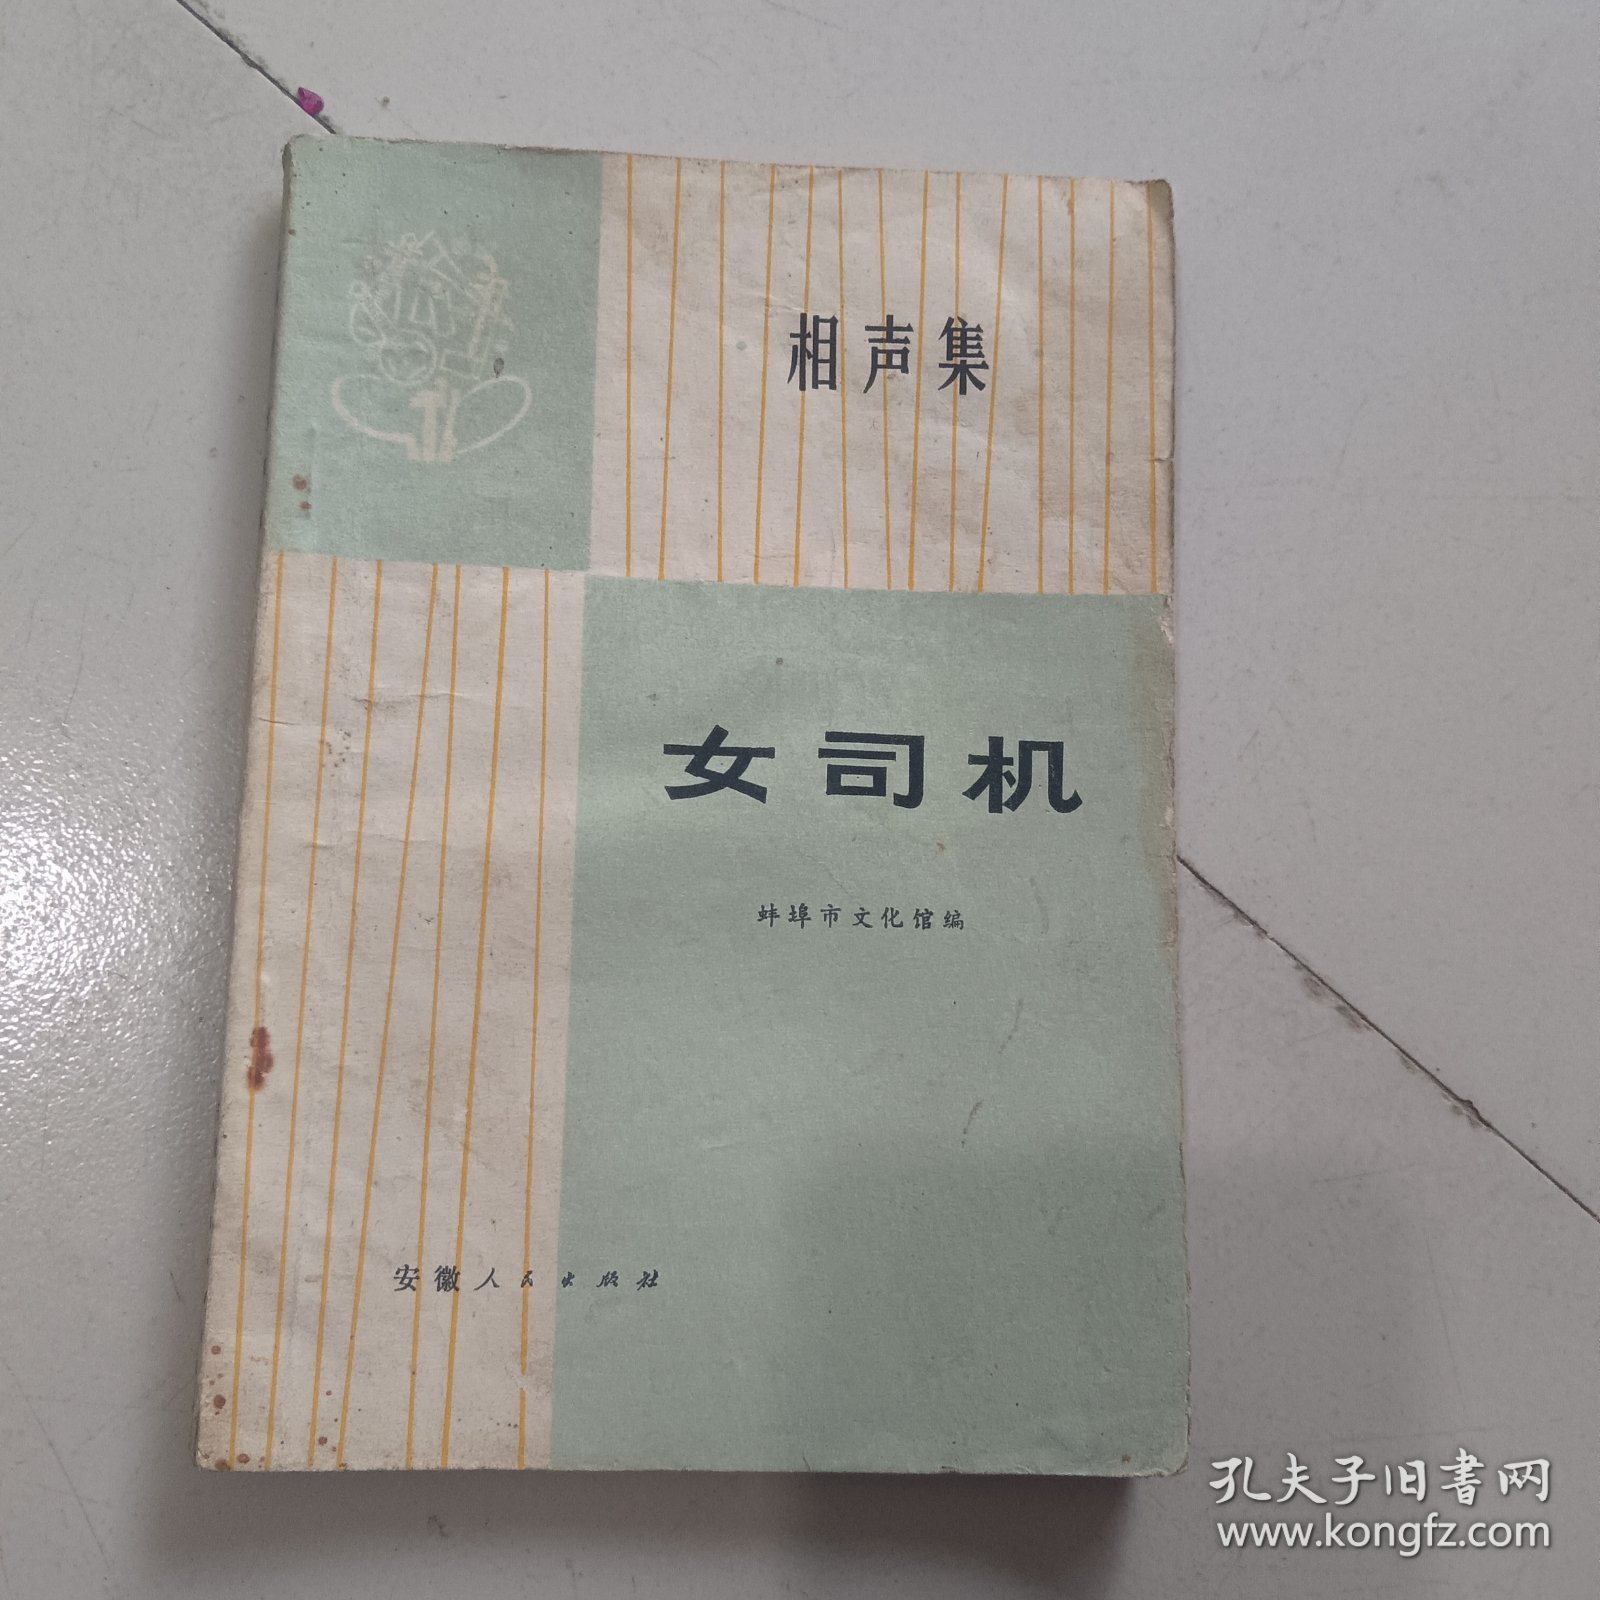 相声集
女司机
蚌埠市文化馆编
安徽人民出版社
孔夫子旧书网
www.kongfz.com